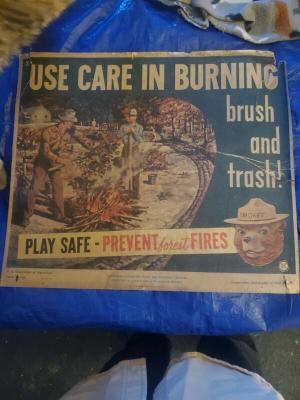 USE CARE IN BURNING
brush
and
trash!
SMOKEY
PLAY SAFE - PREVENT forest FIRES